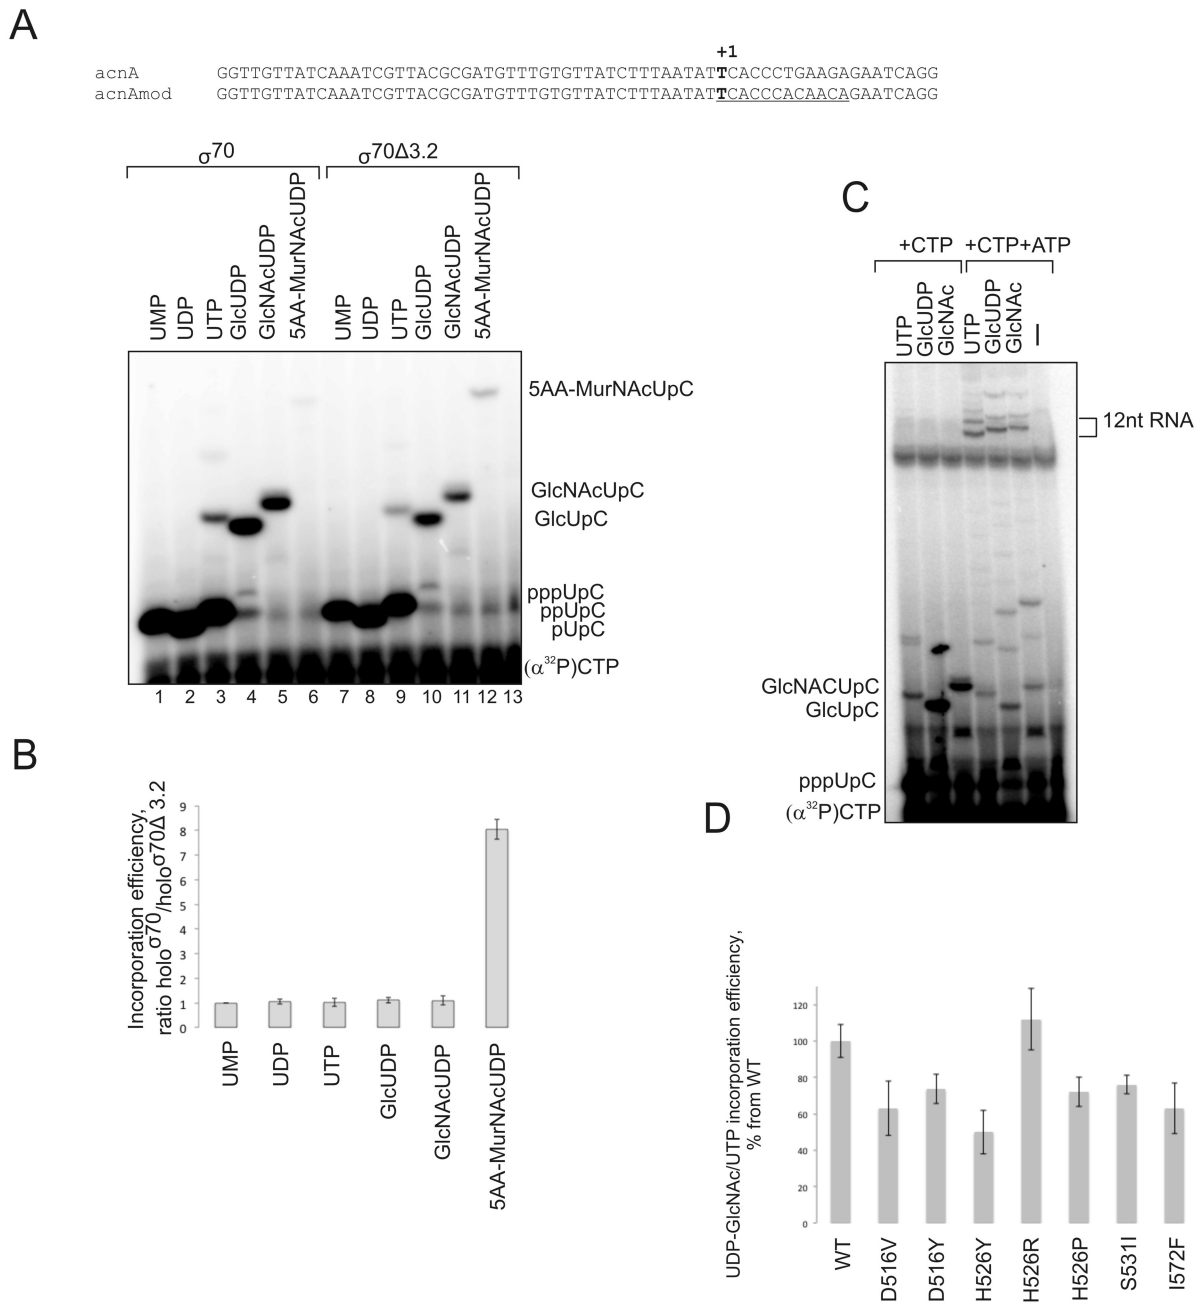 A
+1
acnA GGTTGTTATCAAATCGTTACGCGATGTTTGTGTTATCTTTAATATTCACCCTGAAGAGAATCAGG
acnAmod GGTTGTTATCAAATCGTTACGCGATGTTTGTGTTATCTTTAATATTCACCCACAACAGAATCAGG
σ70 σ70Δ3.2
UMP UDP UTP GlcUDP GlcNAcUDP 5AA-MurNAcUDP UMP UDP UTP GlcUDP GlcNAcUDP 5AA-MurNAcUDP
5AA-MurNAcUpC
GlcNAcUpC
GlcUpC
pppUpC
ppUpC
pUpC
(α32P)CTP
1 2 3 4 5 6 7 8 9 10 11 12 13
B
Incorporation efficiency,
ratio holoσ70/holoσ70Δ 3.2
9
8
7
6
5
4
3
2
1
0
UMP UDP UTP GlcUDP GlcNAcUDP 5AA-MurNAcUDP
C
+CTP +CTP+ATP
UTP GlcUDP GlcNAc UTP GlcUDP GlcNAc —
12nt RNA
GlcNACUpC
GlcUpC
pppUpC
(α32P)CTP
D
UDP-GlcNAc/UTP incorporation efficiency,
% from WT
120
100
80
60
40
20
0
WT D516V D516Y H526Y H526R H526P S531I I572F